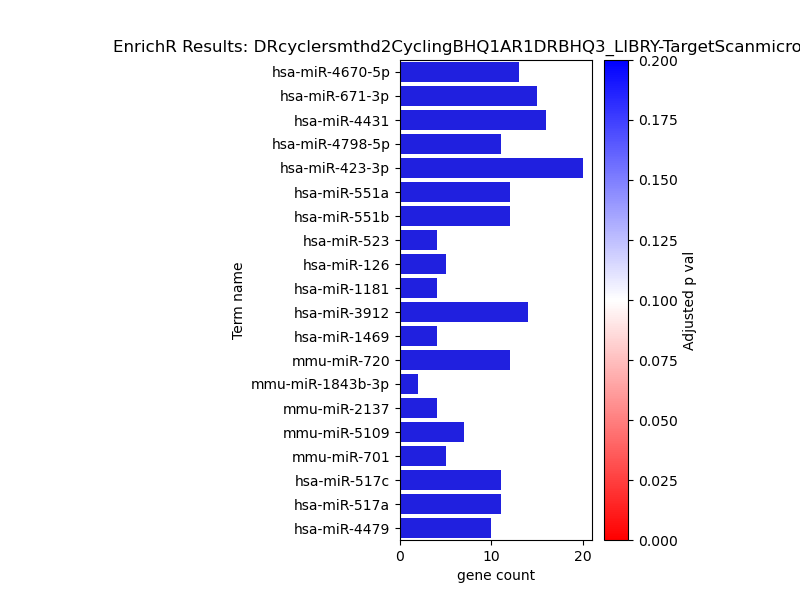 EnrichR Results: DRcyclersmthd2CyclingBHQ1AR1DRBHQ3_LIBRY-TargetScanmicro
hsa-miR-4670-5p
hsa-miR-671-3p
hsa-miR-4431
hsa-miR-4798-5p
hsa-miR-423-3p
hsa-miR-551a
hsa-miR-551b
hsa-miR-523
hsa-miR-126
hsa-miR-1181
hsa-miR-3912
hsa-miR-1469
mmu-miR-720
mmu-miR-1843b-3p
mmu-miR-2137
mmu-miR-5109
mmu-miR-701
hsa-miR-517c
hsa-miR-517a
hsa-miR-4479
Term name
0 10 20
gene count
0.200
0.175
0.150
0.125
0.100
0.075
0.050
0.025
0.000
Adjusted p val